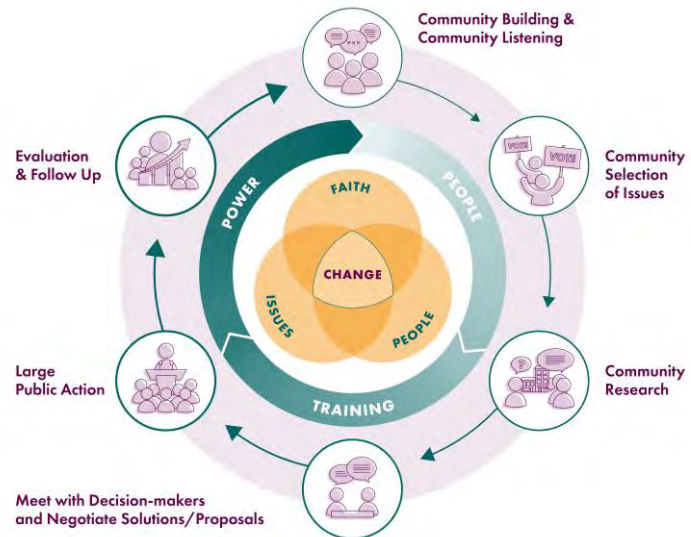 Community Building &
Community Listening
Evaluation
& Follow Up
VOTE
VOTE
Community
Selection
of Issues
POWER
PEOPLE
FAITH
CHANGE
ISSUES
PEOPLE
TRAINING
Large
Public Action
Community
Research
Meet with Decision-makers
and Negotiate Solutions/Proposals